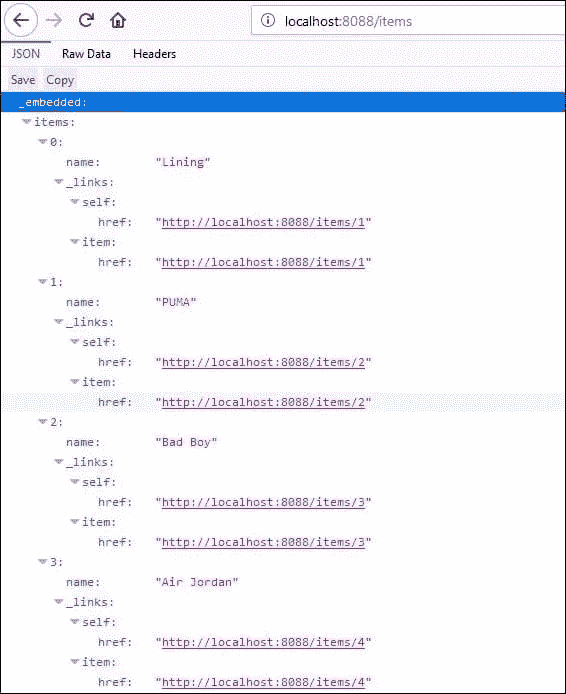 localhost:8088/items
JSON Raw Data Headers
Save Copy
_embedded:
items:
0:
name: "Lining"
_links:
self:
href: "http://localhost:8088/items/1"
item:
href: "http://localhost:8088/items/1"
1:
name: "PUMA"
_links:
self:
href: "http://localhost:8088/items/2"
item:
href: "http://localhost:8088/items/2"
2:
name: "Bad Boy"
_links:
self:
href: "http://localhost:8088/items/3"
item:
href: "http://localhost:8088/items/3"
3:
name: "Air Jordan"
_links:
self:
href: "http://localhost:8088/items/4"
item:
href: "http://localhost:8088/items/4"